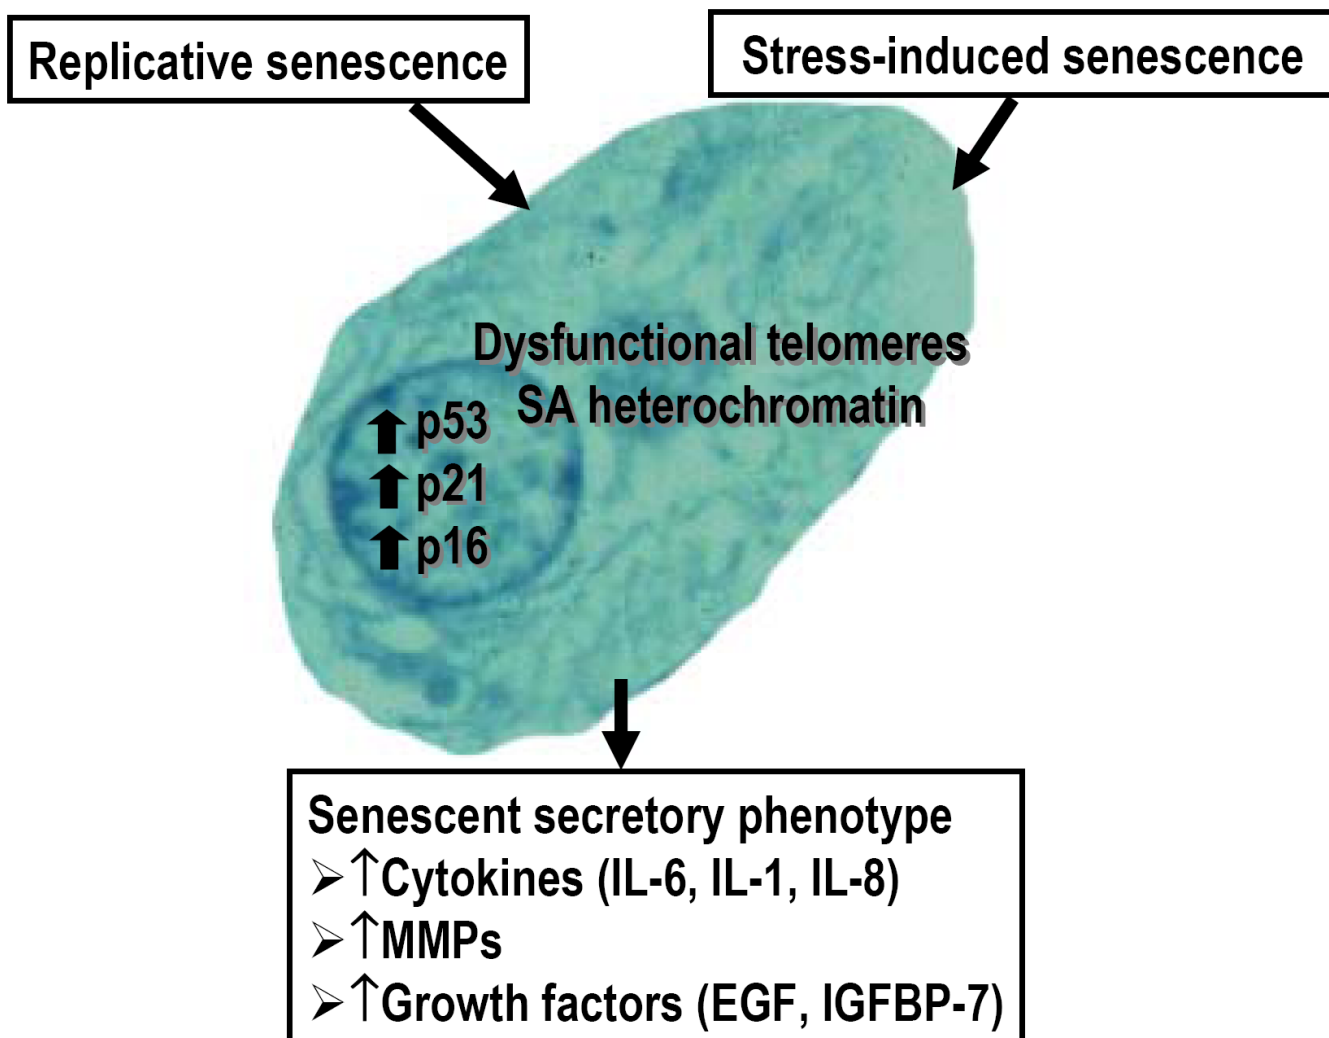 Replicative senescence
Stress-induced senescence
Dysfunctional telomeres
SA heterochromatin
⬆ p53
⬆ p21
⬆ p16
Senescent secretory phenotype
➢↑Cytokines (IL-6, IL-1, IL-8)
➢↑MMPs
➢↑Growth factors (EGF, IGFBP-7)